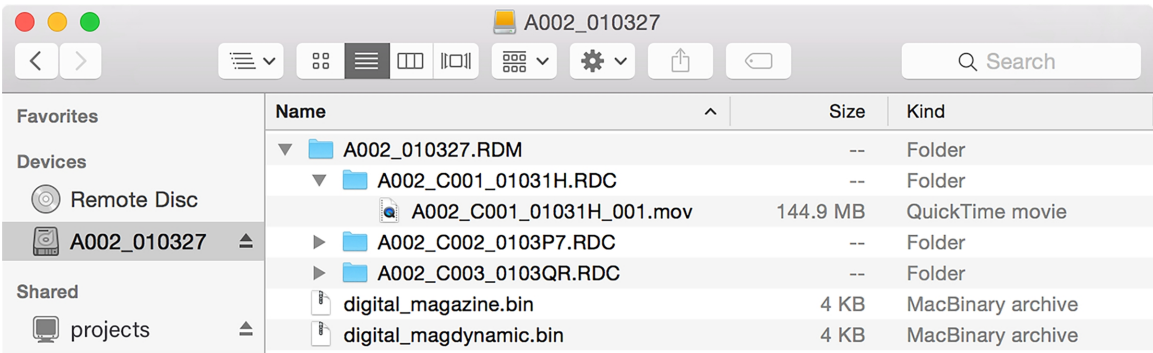 A002_010327
Search
Favorites
Devices
Remote Disc
A002_010327
Shared
projects
Name Size Kind
A002_010327.RDM -- Folder
A002_C001_01031H.RDC -- Folder
A002_C001_01031H_001.mov 144.9 MB QuickTime movie
A002_C002_0103P7.RDC -- Folder
A002_C003_0103QR.RDC -- Folder
digital_magazine.bin 4 KB MacBinary archive
digital_magdynamic.bin 4 KB MacBinary archive